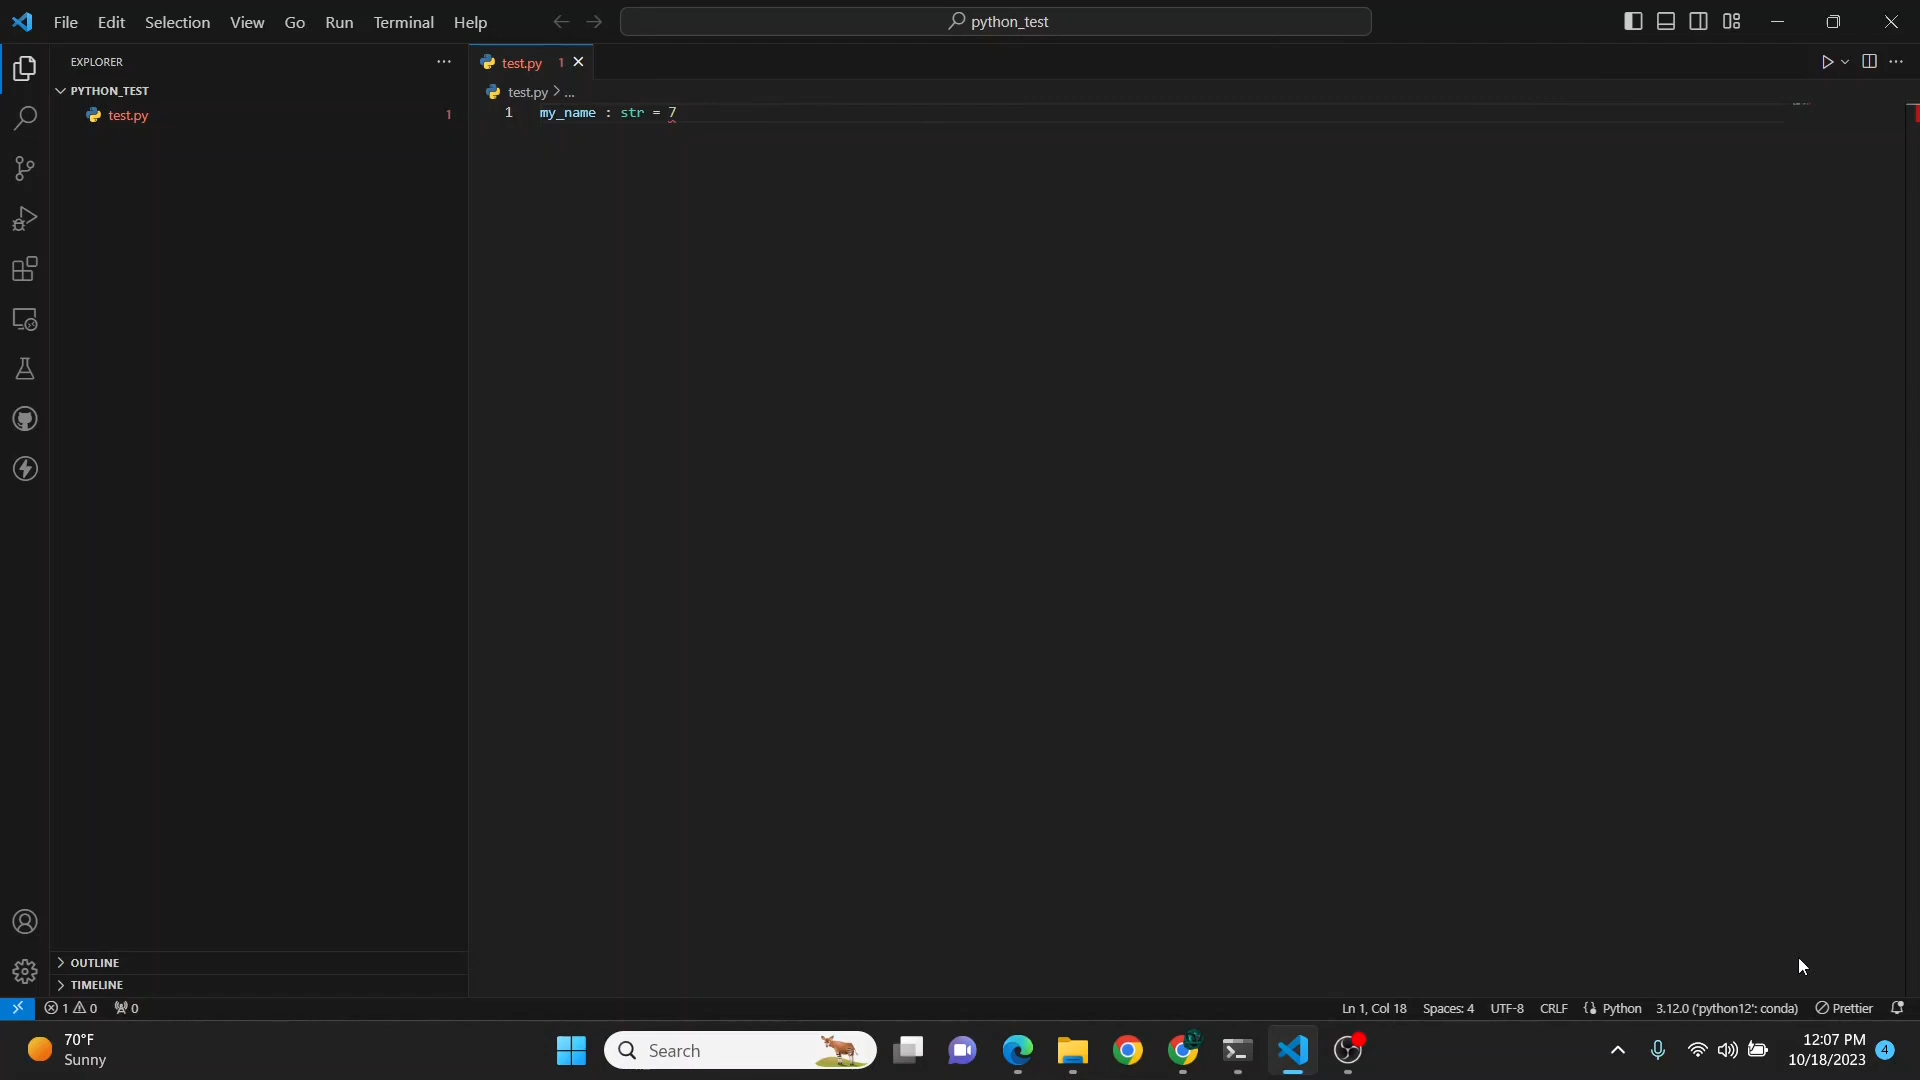 File Edit Selection View Go Run Terminal Help
python_test
EXPLORER
PYTHON_TEST
test.py 1
test.py 1
test.py > ...
1 my_name : str = 7
OUTLINE
TIMELINE
1 0 0
Ln 1, Col 18 Spaces: 4 UTF-8 CRLF Python 3.12.0 ('python12': conda) Prettier
70°F
Sunny
Search
12:07 PM
10/18/2023
4